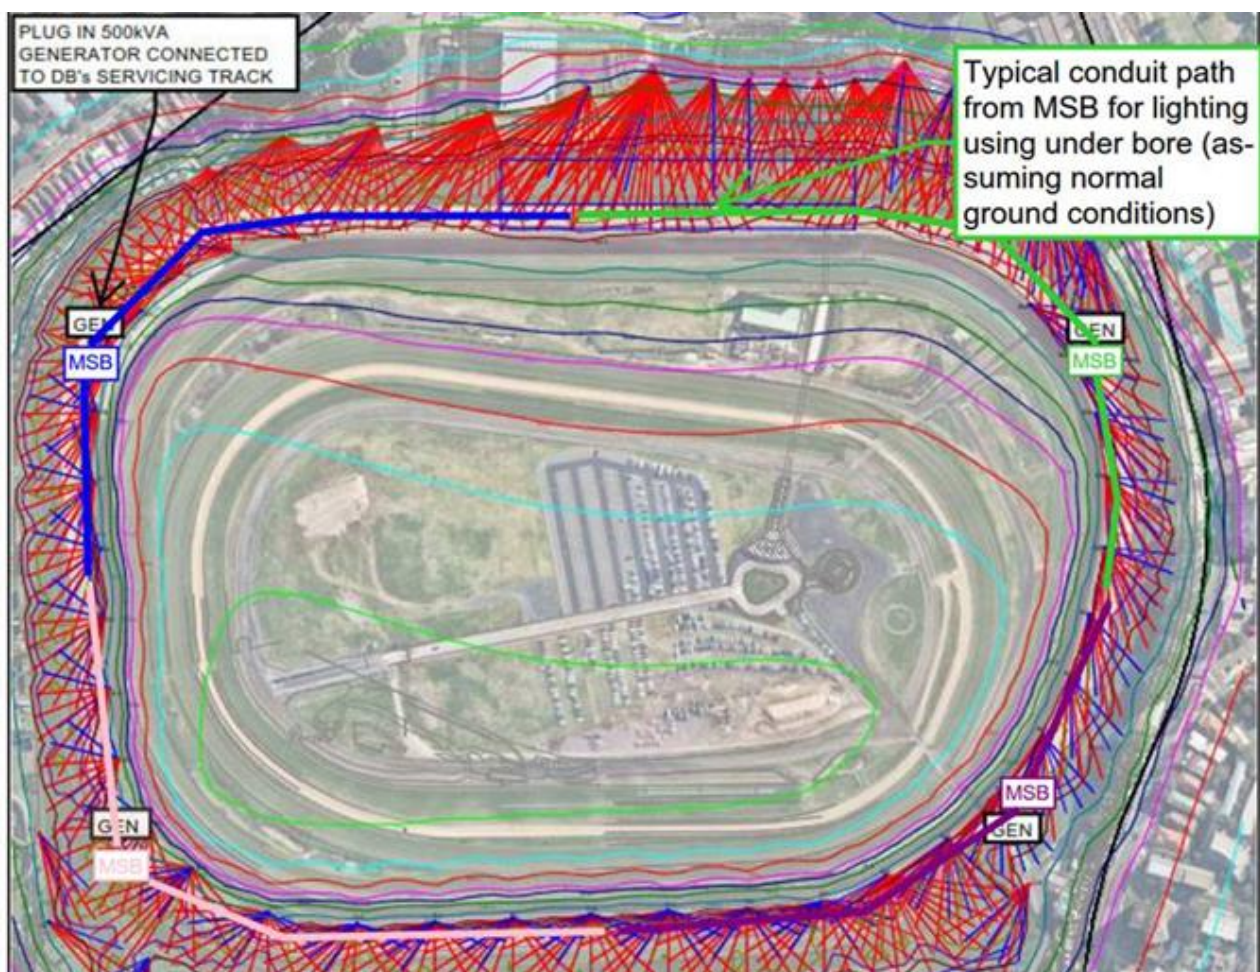 PLUG IN 500kVA
GENERATOR CONNECTED
TO DB's SERVICING TRACK
Typical conduit path
from MSB for lighting
using under bore (as-
suming normal
ground conditions)
GEN
MSB
GEN
MSB
MSB
GEN
GEN
MSB